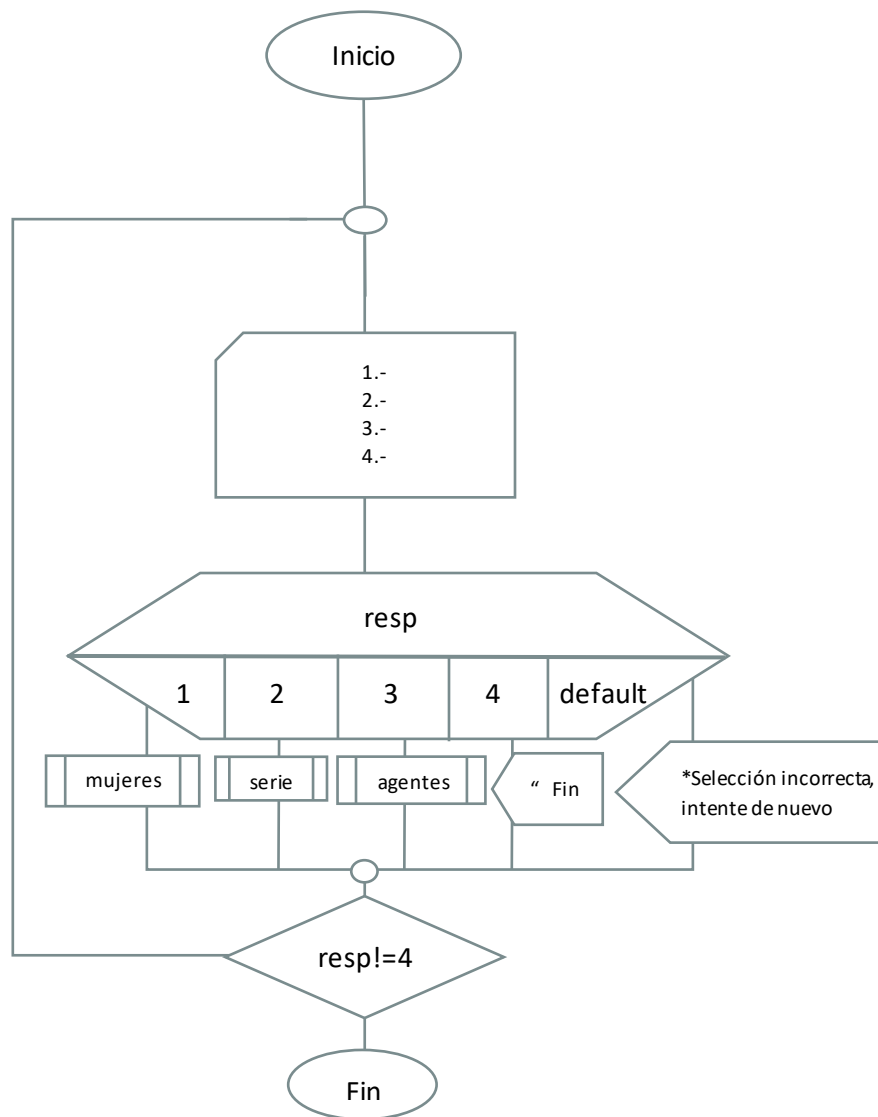 Inicio
1.-
2.-
3.-
4.-
resp
1 2 3 4 default
mujeres serie agentes “ Fin *Selección incorrecta,
intente de nuevo
resp!=4
Fin